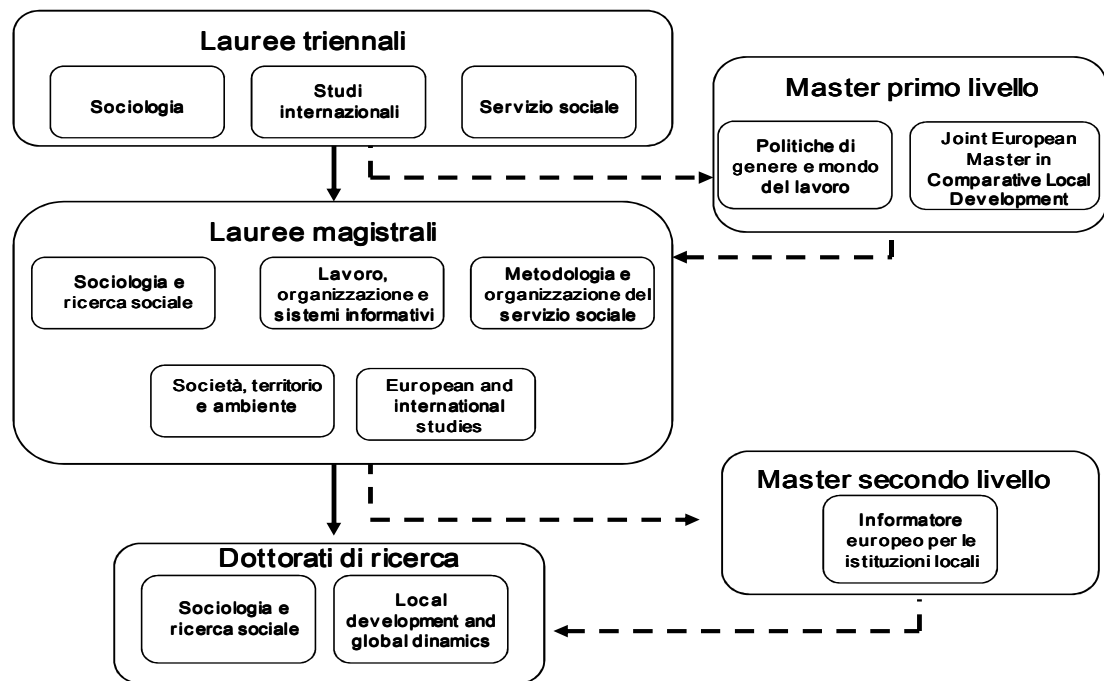 Lauree triennali
Sociologia
Studi
internazionali
Servizio sociale
Master primo livello
Politiche di
genere e mondo
del lavoro
Joint European
Master in
Comparative Local
Development
Lauree magistrali
Sociologia e
ricerca sociale
Lavoro,
organizzazione e
sistemi informativi
Metodologia e
organizzazione del
servizio sociale
Società, territorio
e ambiente
European and
international
studies
Master secondo livello
Informatore
europeo per le
istituzioni locali
Dottorati di ricerca
Sociologia e
ricerca sociale
Local
development and
global dinamics